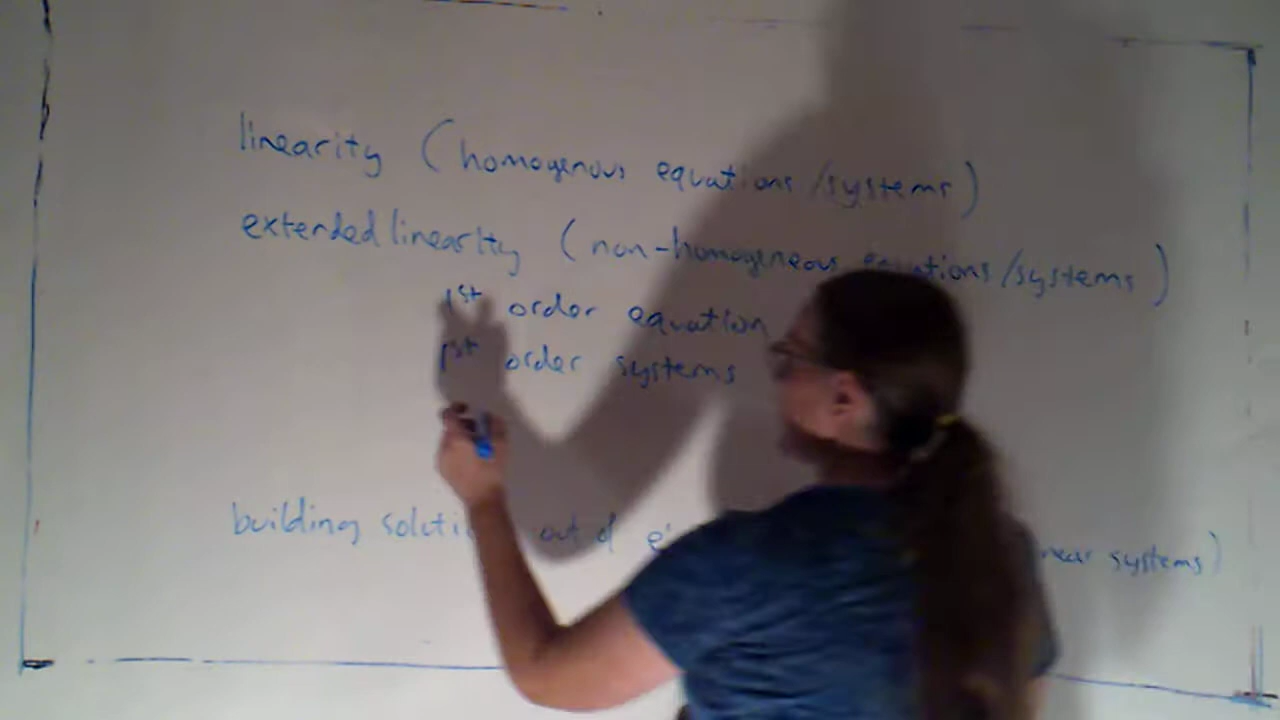 linearity (homogenous equations/systems)
extended linearity (non-homogeneous equations/systems)
1st order equation
1st order systems
building out of systems)